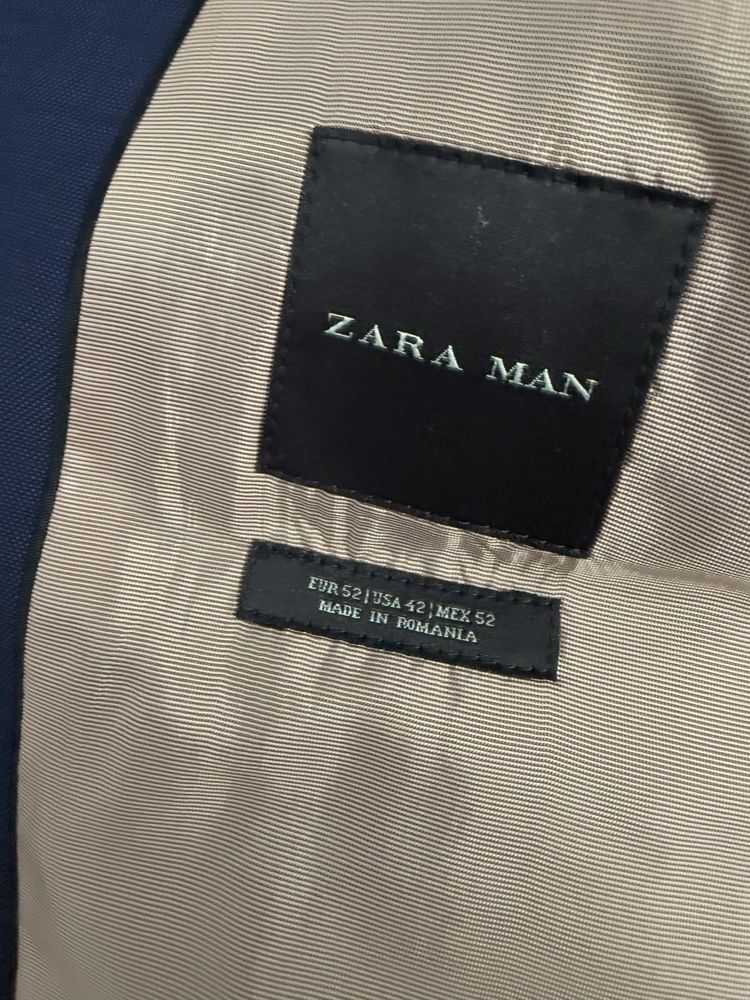 ZARA MAN
EUR 52|USA 42|MEX 52
MADE IN ROMANIA